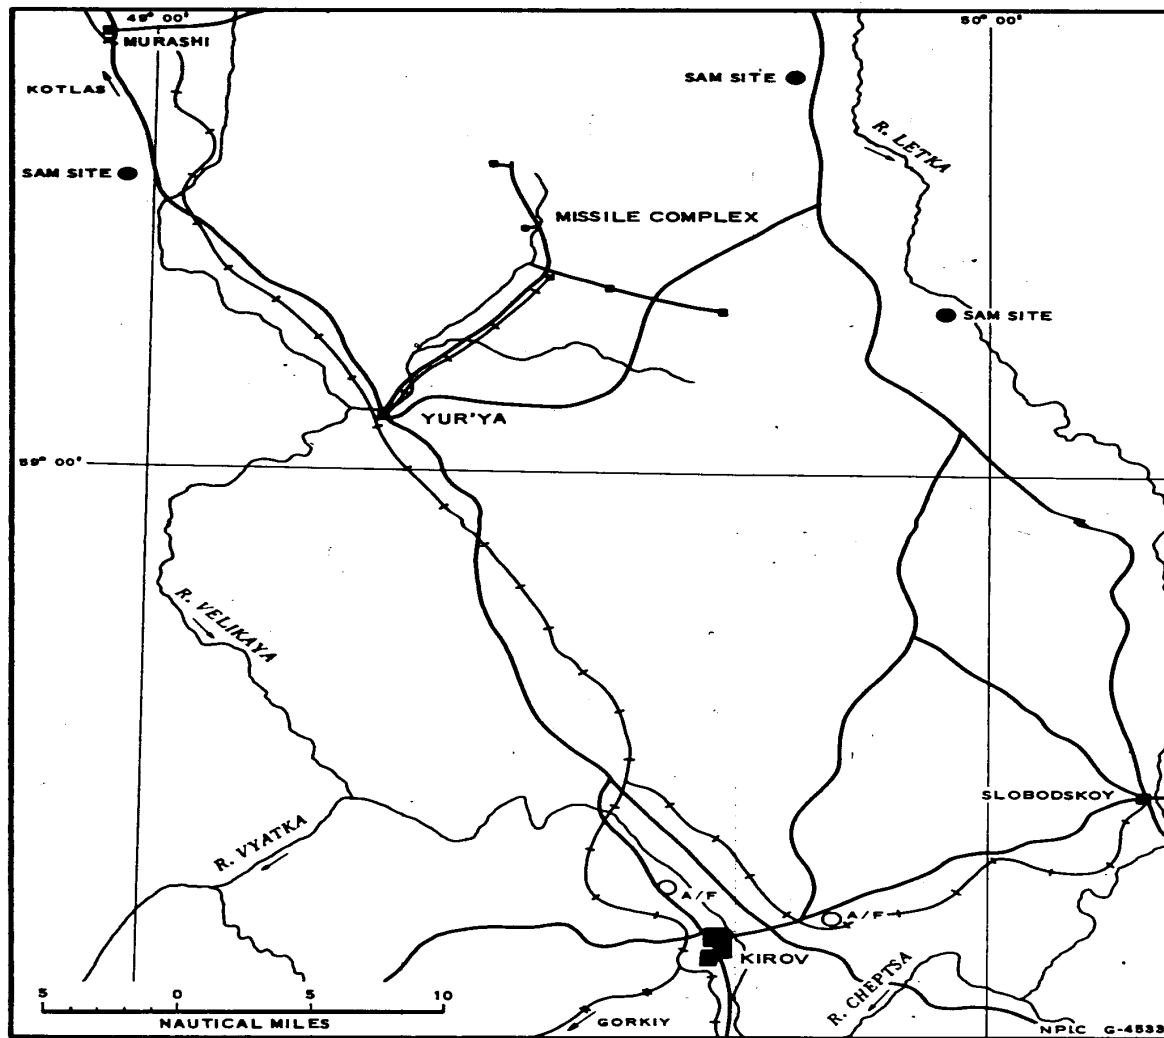 49° 00'
50° 00'
MURASHI
KOTLAS
SAM SITE
SAM SITE
R. LETKA
MISSILE COMPLEX
SAM SITE
YUR'YA
59° 00'
R. VELIKAYA
SLOBODSKOY
R. VYATKA
A/F
A/F
KIROV
R. CHEPTSA
5 0 5 10
NAUTICAL MILES
GORKIY
NPIC G-4533